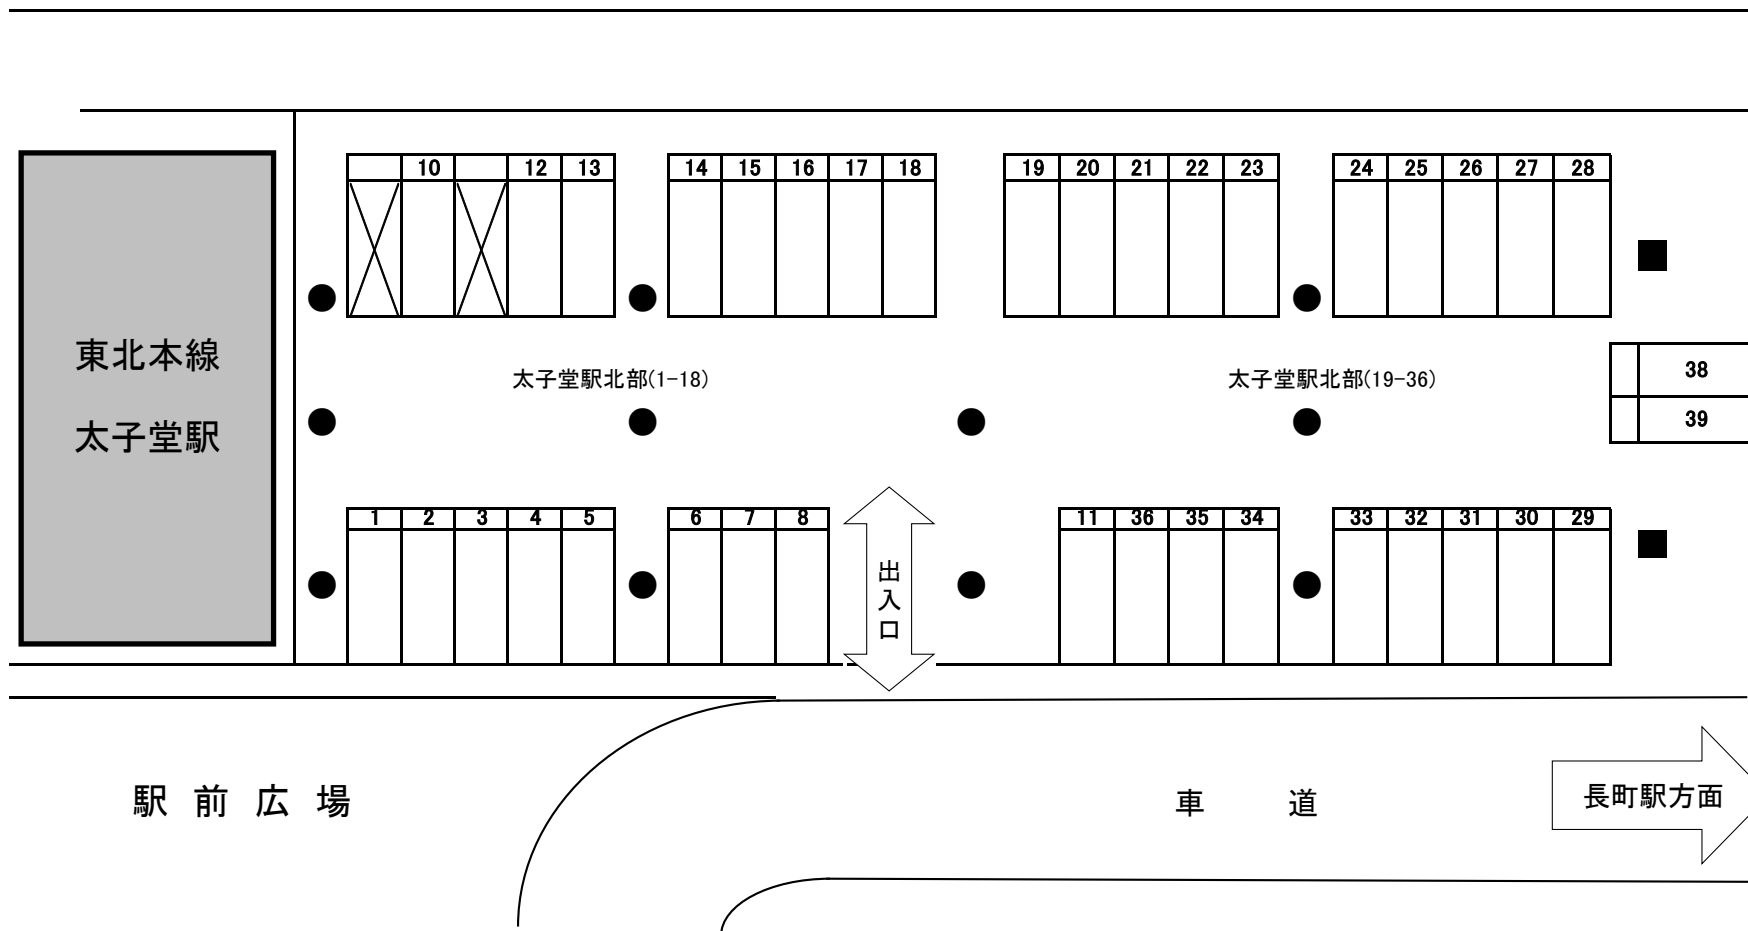 10 12 13 14 15 16 17 18 19 20 21 22 23 24 25 26 27 28
東北本線
太子堂駅
太子堂駅北部(1-18)
太子堂駅北部(19-36)
38
39
1 2 3 4 5 6 7 8 11 36 35 34 33 32 31 30 29
出入口
駅前広場
車道
長町駅方面